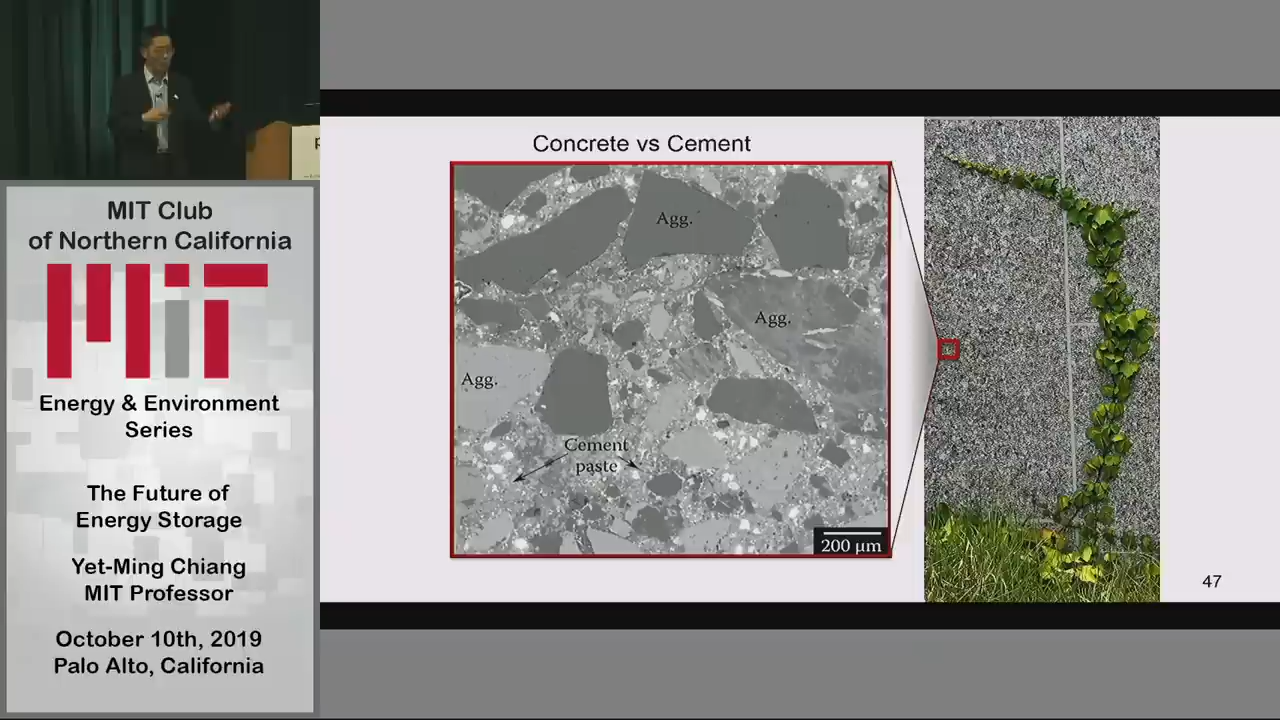 MIT Club
of Northern California
MIT
Energy & Environment
Series
The Future of
Energy Storage
Yet-Ming Chiang
MIT Professor
October 10th, 2019
Palo Alto, California
Concrete vs Cement
Agg.
Agg.
Agg.
Cement
paste
200 µm
47